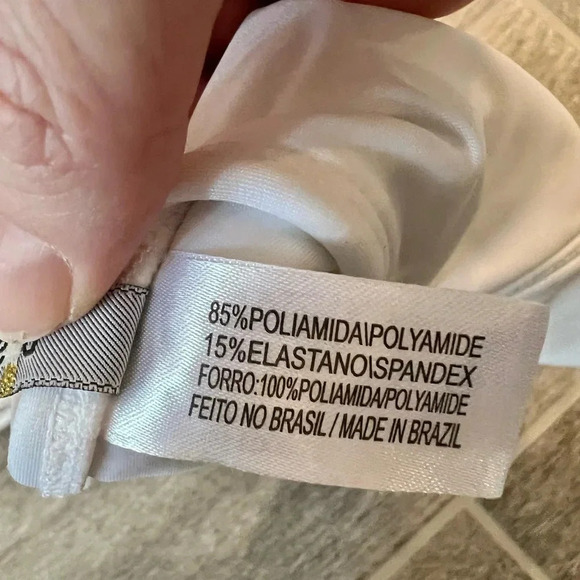 85%POLIAMIDA\POLYAMIDE
15%ELASTANO\SPANDEX
FORRO:100%POLIAMIDA/POLYAMIDE
FEITO NO BRASIL / MADE IN BRAZIL